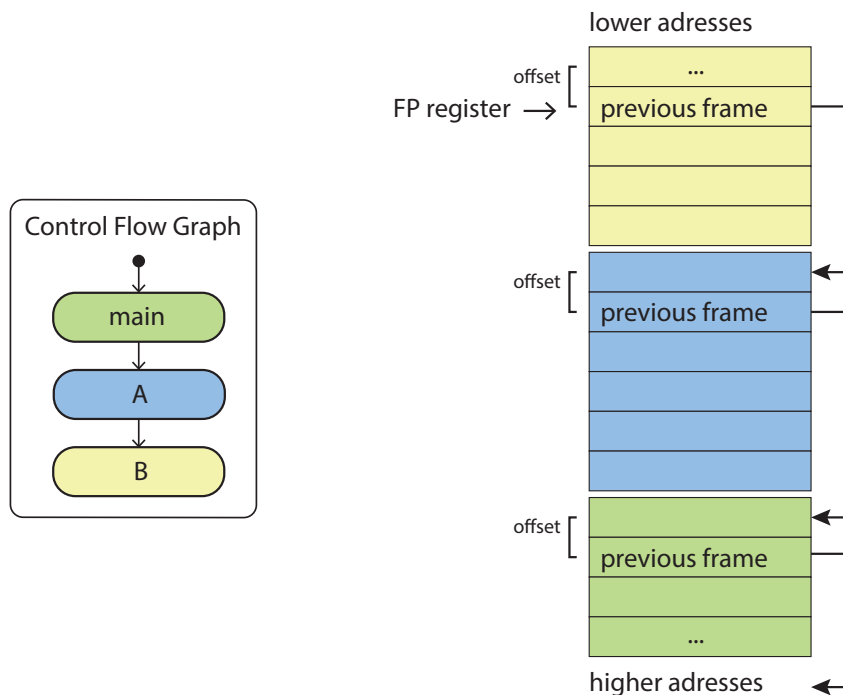 lower adresses
...
offset
FP register
previous frame
Control Flow Graph
main
A
B
offset
previous frame
offset
previous frame
...
higher adresses